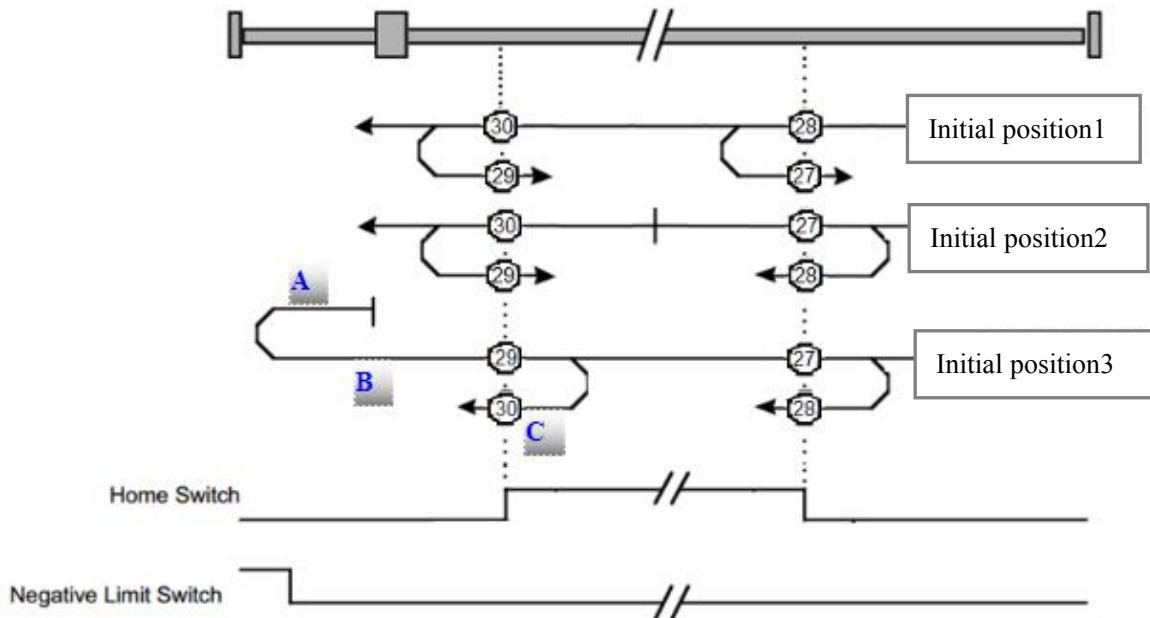 30 28 Initial position1
29 27
30 27 Initial position2
29 28
A
29 27 Initial position3
B
30 28
C
Home Switch
Negative Limit Switch